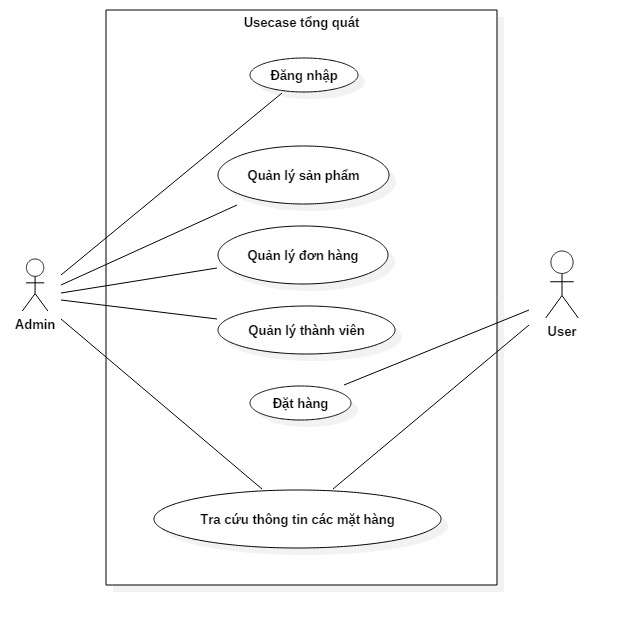 Usecase tổng quát
Đăng nhập
Quản lý sản phẩm
Quản lý đơn hàng
Admin
User
Quản lý thành viên
Đặt hàng
Tra cứu thông tin các mặt hàng